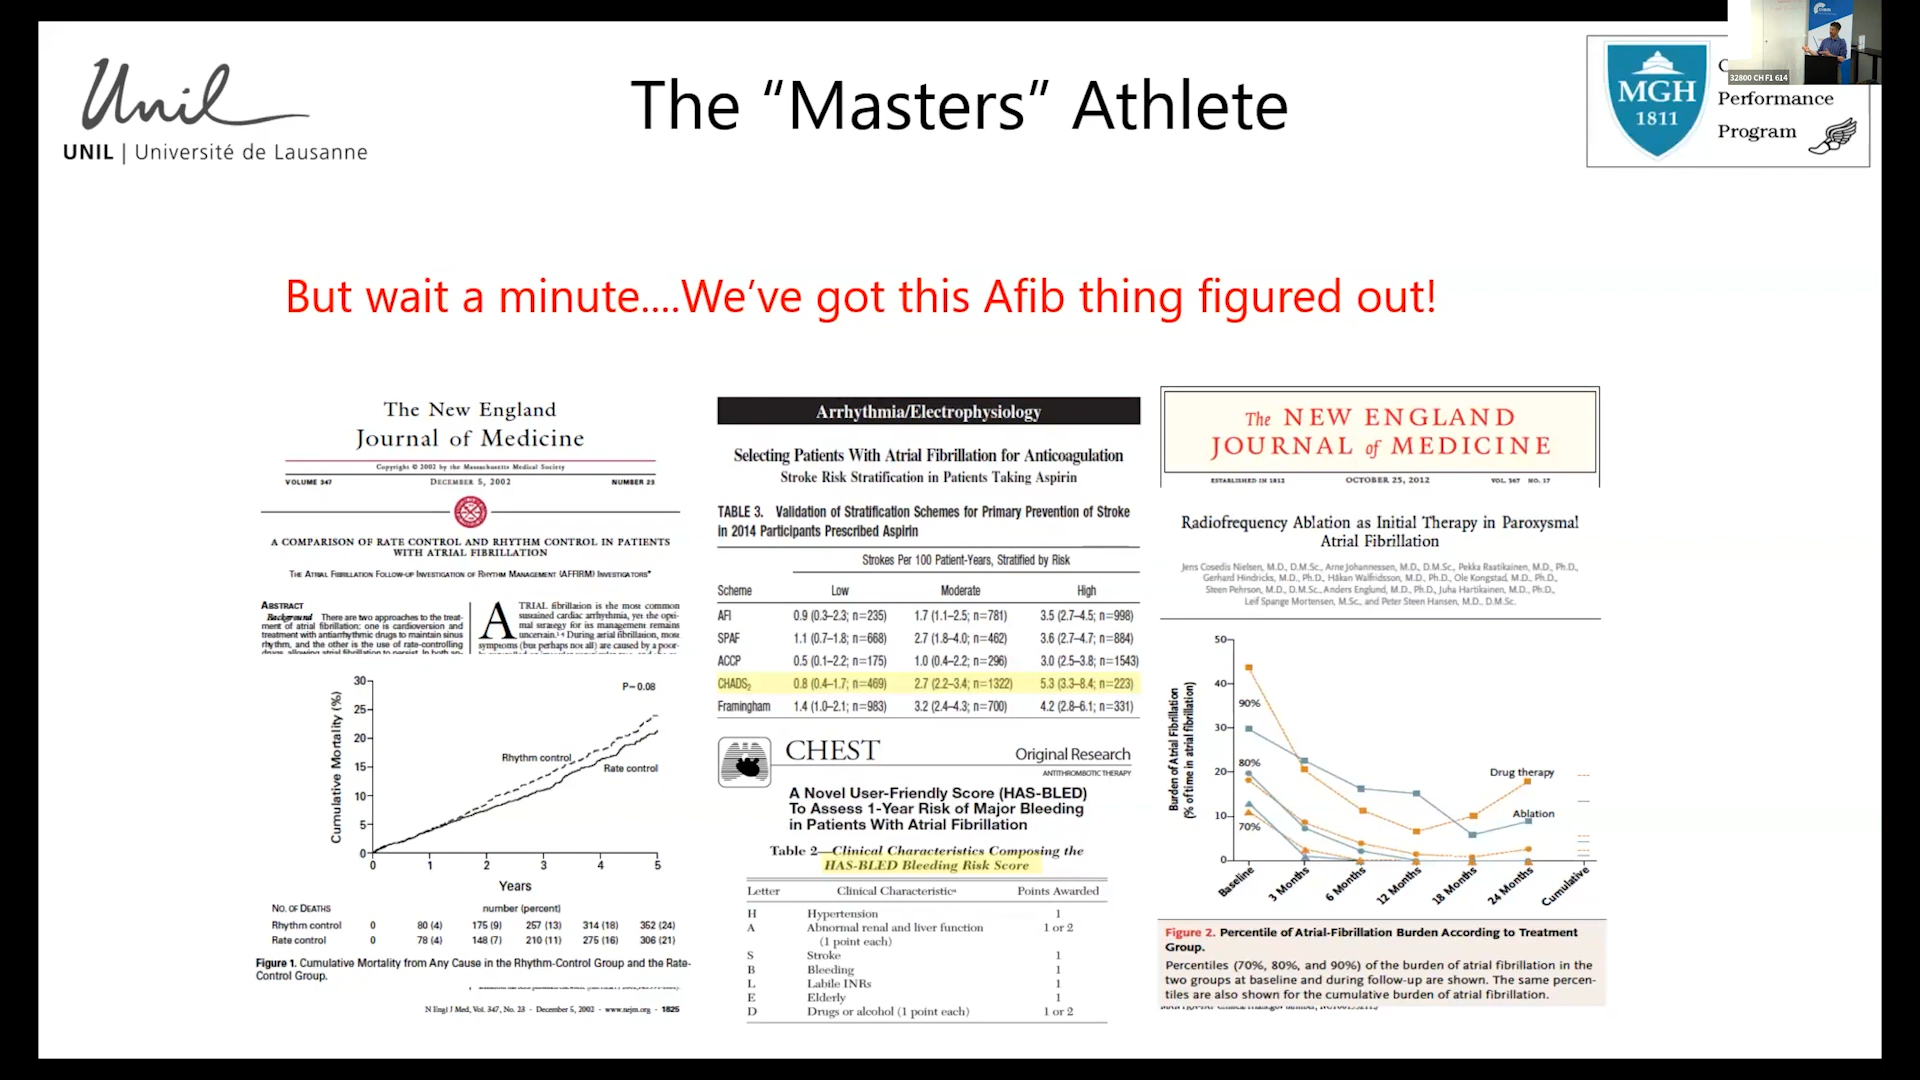 Unil
UNIL | Université de Lausanne
The “Masters” Athlete
MGH
1811
Performance
Program
32800 CH F1 614
But wait a minute....We’ve got this Afib thing figured out!
The New England
Journal of Medicine
Copyright © 2002 by the Massachusetts Medical Society
VOLUME 347
DECEMBER 5, 2002
NUMBER 23
A COMPARISON OF RATE CONTROL AND RHYTHM CONTROL IN PATIENTS
WITH ATRIAL FIBRILLATION
THE ATRIAL FIBRILLATION FOLLOW-UP INVESTIGATION OF RHYTHM MANAGEMENT (AFFIRM) INVESTIGATORS*
ABSTRACT
Background There are two approaches to the treat-
ment of atrial fibrillation: one is cardioversion and
treatment with antiarrhythmic drugs to maintain sinus
rhythm, and the other is the use of rate-controlling
drugs, allowing atrial fibrillation to persist. In both
ATRIAL fibrillation is the most common
sustained cardiac arrhythmia, yet the opti-
mal strategy for its management remains
uncertain. During atrial fibrillation, most
symptoms (but perhaps not all) are caused by a poor-
Cumulative Mortality (%)
30
25
20
15
10
5
0
P=0.08
Rhythm control
Rate control
0 1 2 3 4 5
Years
NO. OF DEATHS number (percent)
Rhythm control 0 80 (4) 175 (9) 257 (13) 314 (18) 352 (24)
Rate control 0 78 (4) 148 (7) 210 (11) 275 (16) 306 (21)
Figure 1. Cumulative Mortality from Any Cause in the Rhythm-Control Group and the Rate-
Control Group.
N Engl J Med, Vol. 347, No. 23 · December 5, 2002 · www.nejm.org · 1825
Arrhythmia/Electrophysiology
Selecting Patients With Atrial Fibrillation for Anticoagulation
Stroke Risk Stratification in Patients Taking Aspirin
TABLE 3. Validation of Stratification Schemes for Primary Prevention of Stroke
in 2014 Participants Prescribed Aspirin
Strokes Per 100 Patient-Years, Stratified by Risk
Scheme Low Moderate High
AFI 0.9 (0.3–2.3; n=235) 1.7 (1.1–2.5; n=781) 3.5 (2.7–4.5; n=998)
SPAF 1.1 (0.7–1.8; n=668) 2.7 (1.8–4.0; n=462) 3.6 (2.7–4.7; n=884)
ACCP 0.5 (0.1–2.2; n=175) 1.0 (0.4–2.2; n=296) 3.0 (2.5–3.8; n=1543)
CHADS₂ 0.8 (0.4–1.7; n=469) 2.7 (2.2–3.4; n=1322) 5.3 (3.3–8.4; n=223)
Framingham 1.4 (1.0–2.1; n=983) 3.2 (2.4–4.3; n=700) 4.2 (2.8–6.1; n=331)
CHEST
Original Research
ANTITHROMBOTIC THERAPY
A Novel User-Friendly Score (HAS-BLED)
To Assess 1-Year Risk of Major Bleeding
in Patients With Atrial Fibrillation
Table 2—Clinical Characteristics Composing the
HAS-BLED Bleeding Risk Score
Letter Clinical Characteristicᵃ Points Awarded
H Hypertension 1
A Abnormal renal and liver function 1 or 2
(1 point each)
S Stroke 1
B Bleeding 1
L Labile INRs 1
E Elderly 1
D Drugs or alcohol (1 point each) 1 or 2
The NEW ENGLAND
JOURNAL of MEDICINE
ESTABLISHED IN 1812
OCTOBER 25, 2012
VOL. 367 NO. 17
Radiofrequency Ablation as Initial Therapy in Paroxysmal
Atrial Fibrillation
Jens Cosedis Nielsen, M.D., D.M.Sc., Arne Johannessen, M.D., D.M.Sc., Pekka Raatikainen, M.D., Ph.D.,
Gerhard Hindricks, M.D., Ph.D., Håkan Walfridsson, M.D., Ph.D., Ole Kongstad, M.D., Ph.D.,
Steen Pehrson, M.D., D.M.Sc., Anders Englund, M.D., Ph.D., Juha Hartikainen, M.D., Ph.D.,
Leif Spange Mortensen, M.Sc., and Peter Steen Hansen, M.D., D.M.Sc.
Burden of Atrial Fibrillation
(% of time in atrial fibrillation)
50
40
30
20
10
0
90%
80%
70%
Drug therapy
Ablation
Baseline
3 Months
6 Months
12 Months
18 Months
24 Months
Cumulative
Figure 2. Percentile of Atrial-Fibrillation Burden According to Treatment
Group.
Percentiles (70%, 80%, and 90%) of the burden of atrial fibrillation in the
two groups at baseline and during follow-up are shown. The same percen-
tiles are also shown for the cumulative burden of atrial fibrillation.